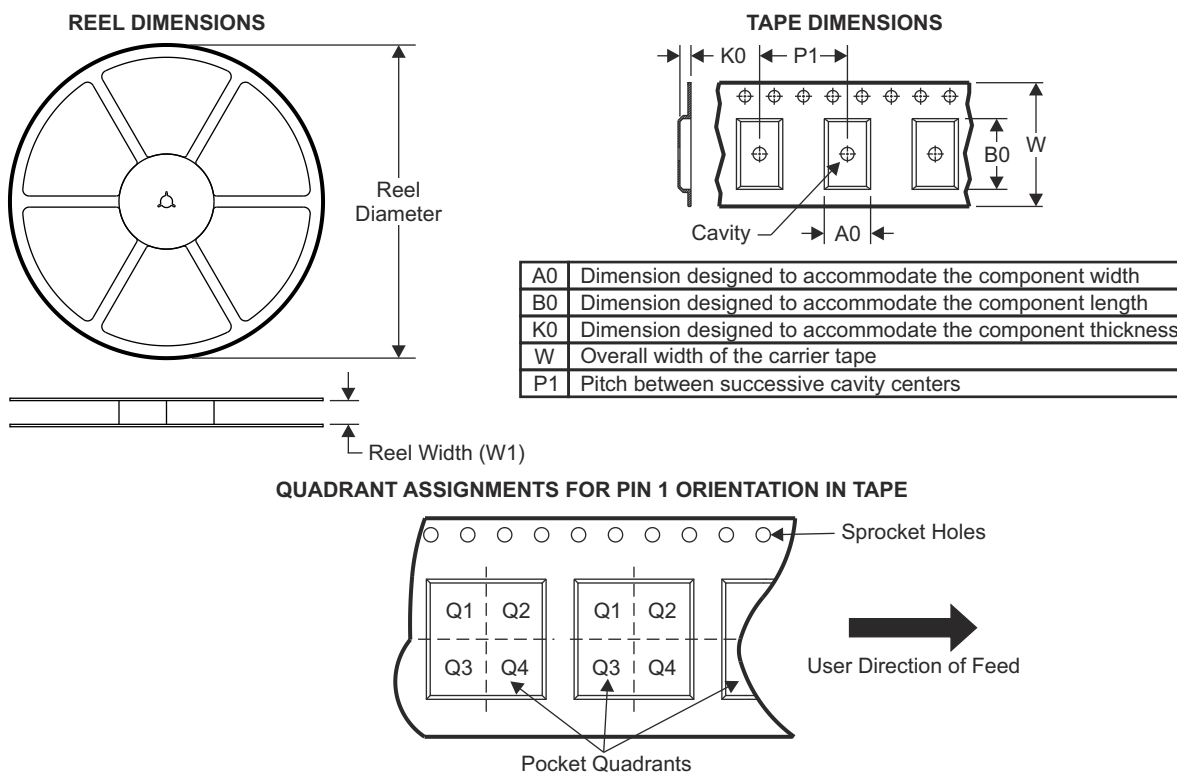 REEL DIMENSIONS
Reel
Diameter
Reel Width (W1)
TAPE DIMENSIONS
K0
P1
B0
W
Cavity
A0
A0 Dimension designed to accommodate the component width
B0 Dimension designed to accommodate the component length
K0 Dimension designed to accommodate the component thickness
W Overall width of the carrier tape
P1 Pitch between successive cavity centers
QUADRANT ASSIGNMENTS FOR PIN 1 ORIENTATION IN TAPE
Sprocket Holes
Q1 Q2 Q1 Q2
Q3 Q4 Q3 Q4
User Direction of Feed
Pocket Quadrants